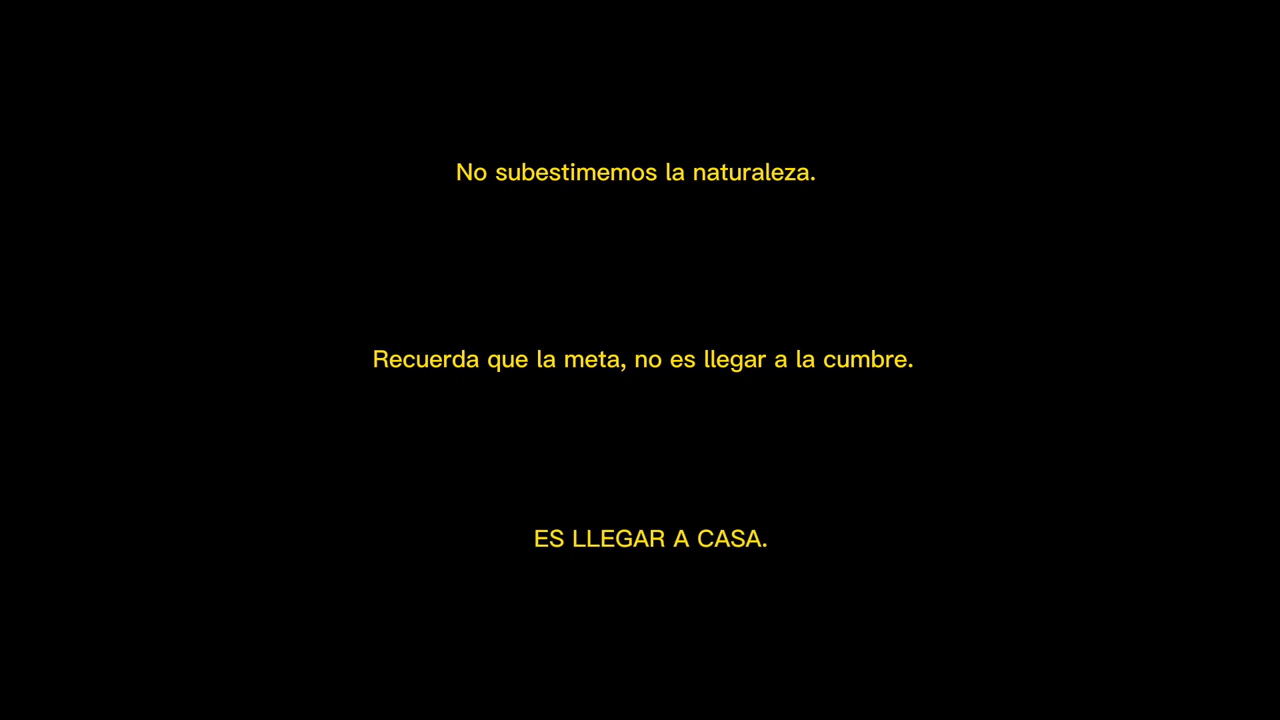 No subestimemos la naturaleza.
Recuerda que la meta, no es llegar a la cumbre.
ES LLEGAR A CASA.